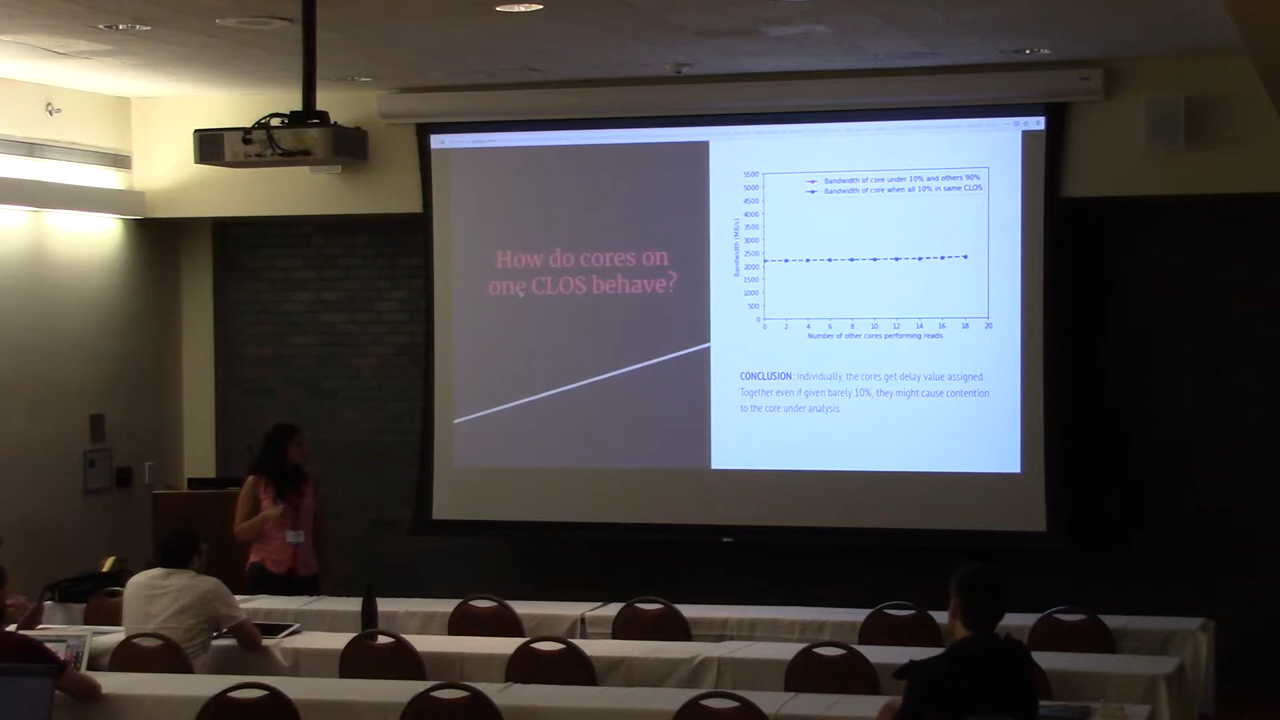 How do cores on
one CLOS behave?
Bandwidth of core under 10% and others 90%
Bandwidth of core when all 10% in same CLOS
Bandwidth (MB/s)
5500
5000
4500
4000
3500
3000
2500
2000
1500
1000
500
0
0 2 4 6 8 10 12 14 16 18 20
Number of other cores performing reads
CONCLUSION: Individually, the cores get delay value assigned.
Together even if given barely 10%, they might cause contention
to the core under analysis.